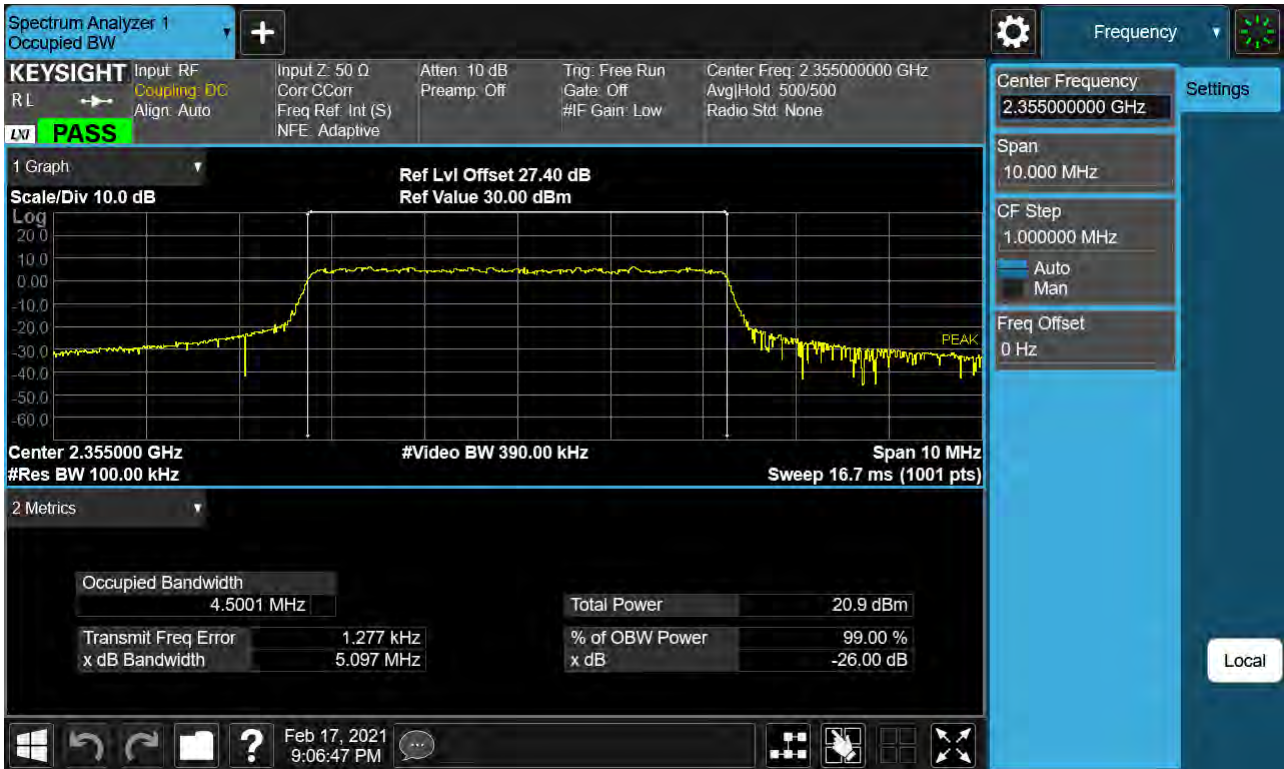 Spectrum Analyzer 1
Occupied BW
Frequency
KEYSIGHT
RL
LXI PASS
Input: RF
Coupling: DC
Align: Auto
Input Z: 50 Ω
Corr CCorr
Freq Ref: Int (S)
NFE: Adaptive
Atten: 10 dB
Preamp: Off
Trig: Free Run
Gate: Off
#IF Gain: Low
Center Freq: 2.355000000 GHz
Avg|Hold: 500/500
Radio Std: None
Center Frequency
2.355000000 GHz
Settings
Span
10.000 MHz
CF Step
1.000000 MHz
Auto
Man
Freq Offset
0 Hz
Local
1 Graph
Scale/Div 10.0 dB
Ref Lvl Offset 27.40 dB
Ref Value 30.00 dBm
Log
20.0
10.0
0.00
-10.0
-20.0
-30.0
-40.0
-50.0
-60.0
PEAK
Center 2.355000 GHz
#Video BW 390.00 kHz
Span 10 MHz
#Res BW 100.00 kHz
Sweep 16.7 ms (1001 pts)
2 Metrics
Occupied Bandwidth
4.5001 MHz
Total Power 20.9 dBm
Transmit Freq Error 1.277 kHz
% of OBW Power 99.00 %
x dB Bandwidth 5.097 MHz
x dB -26.00 dB
Feb 17, 2021
9:06:47 PM